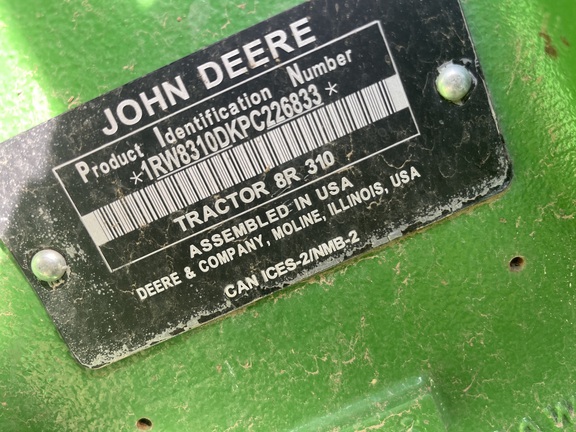 JOHN DEERE
Product Identification Number
*1RW8310DKPC226833*
TRACTOR 8R 310
ASSEMBLED IN USA
DEERE & COMPANY, MOLINE, ILLINOIS, USA
CAN ICES-2/NMB-2